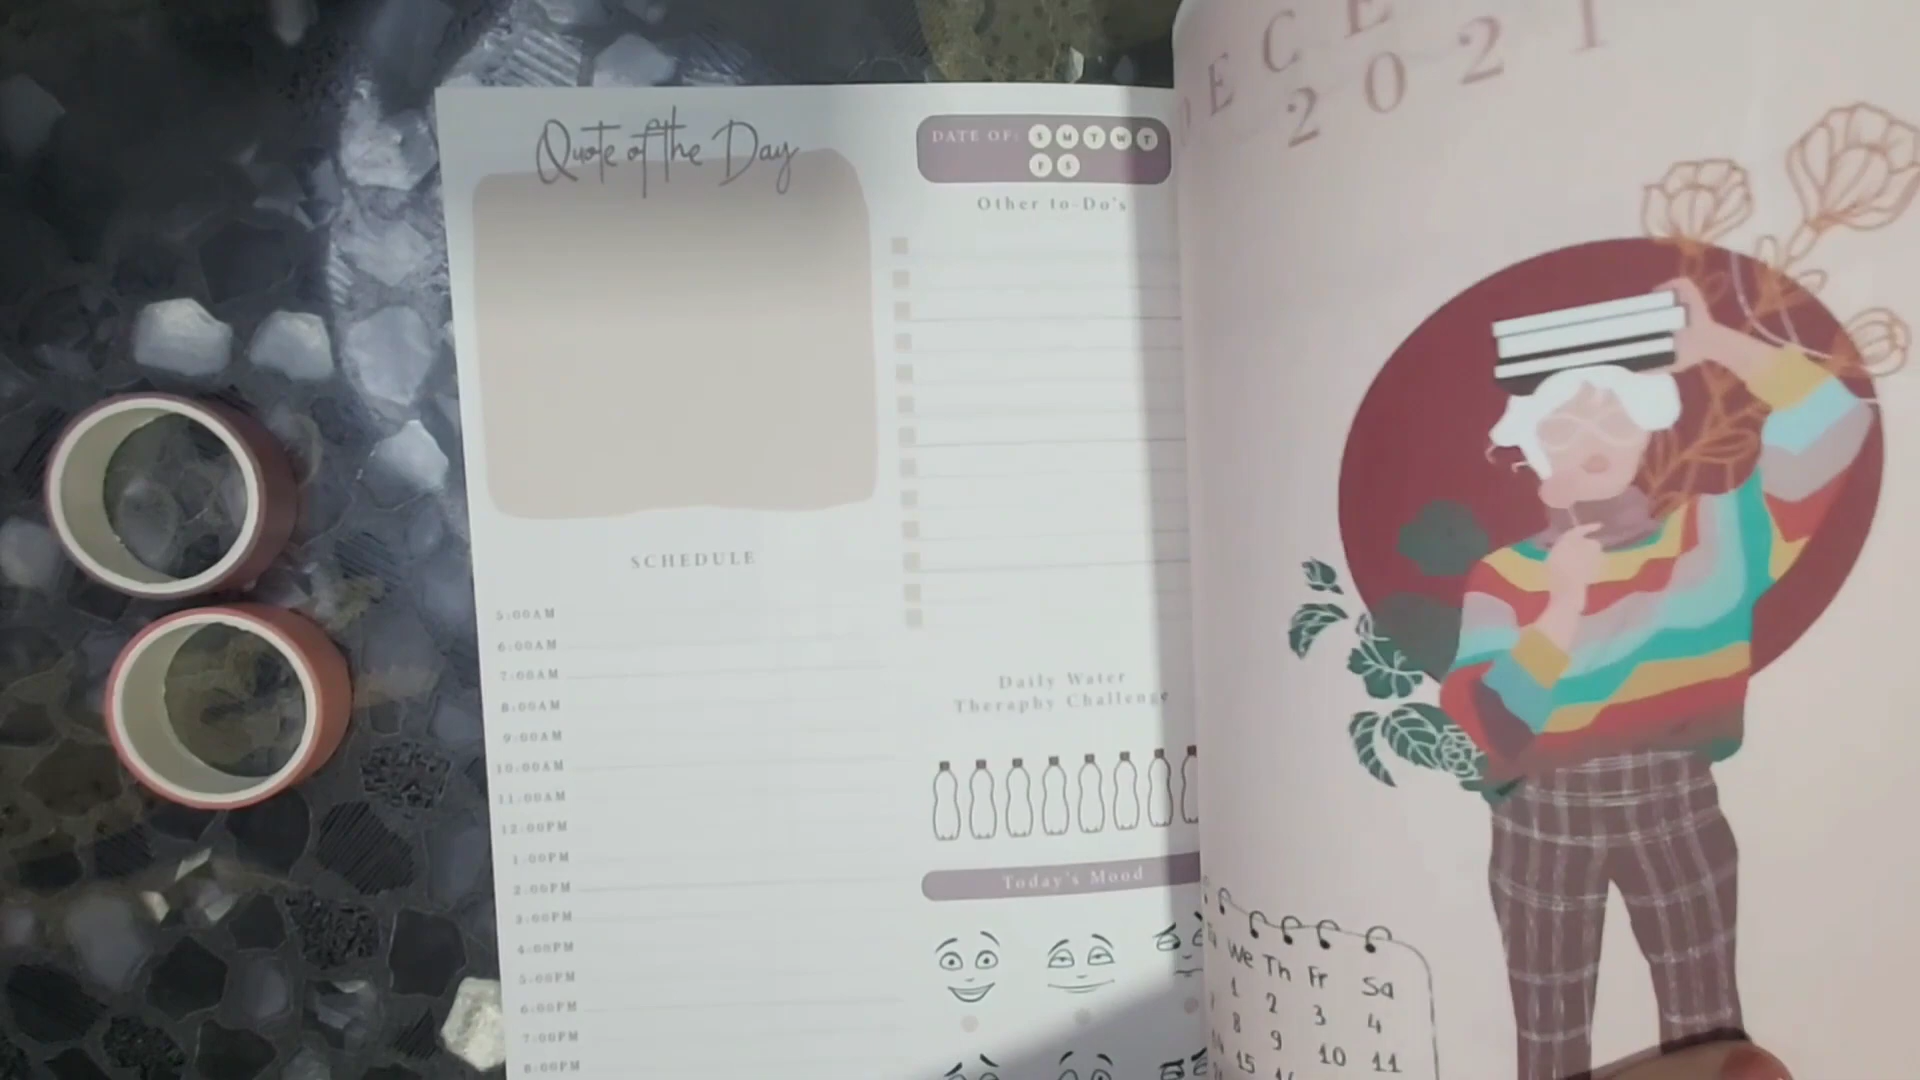 Quote of the Day
DATE OF: S M T W T
F S
Other to-Do's
SCHEDULE
5:00AM
6:00AM
7:00AM
8:00AM
9:00AM
10:00AM
11:00AM
12:00PM
1:00PM
2:00PM
3:00PM
4:00PM
5:00PM
6:00PM
7:00PM
8:00PM
Daily Water
Theraphy Challenge
Today's Mood
DECE
2021
We Th Fr Sa
1 2 3 4
8 9 10 11
15